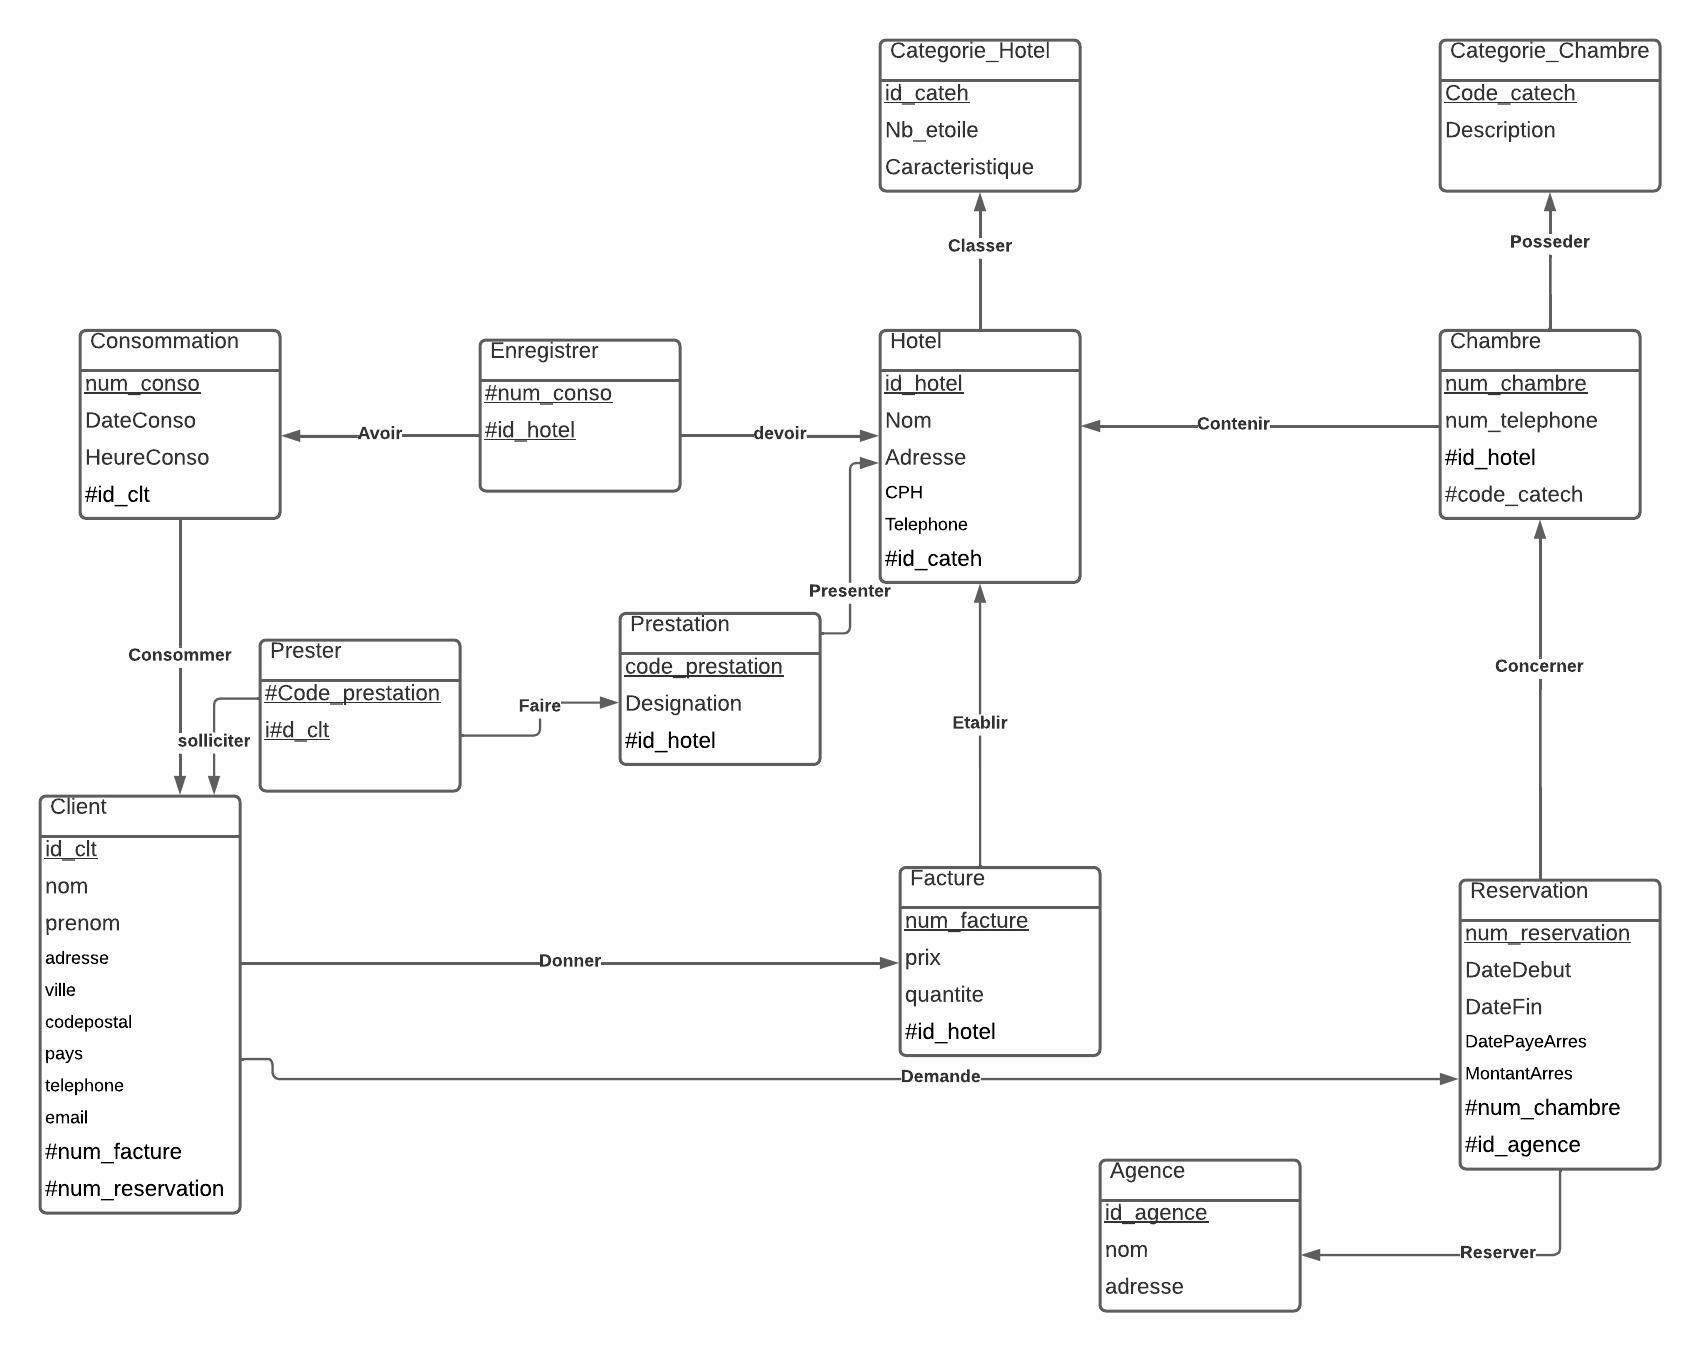 Categorie_Hotel
id_cateh
Nb_etoile
Caracteristique
Categorie_Chambre
Code_catech
Description
Classer
Posseder
Consommation
num_conso
DateConso
HeureConso
#id_clt
Avoir
Enregistrer
#num_conso
#id_hotel
devoir
Hotel
id_hotel
Nom
Adresse
CPH
Telephone
#id_cateh
Contenir
Chambre
num_chambre
num_telephone
#id_hotel
#code_catech
Presenter
Consommer
solliciter
Prester
#Code_prestation
i#d_clt
Faire
Prestation
code_prestation
Designation
#id_hotel
Etablir
Concerner
Client
id_clt
nom
prenom
adresse
ville
codepostal
pays
telephone
email
#num_facture
#num_reservation
Donner
Facture
num_facture
prix
quantite
#id_hotel
Demande
Reservation
num_reservation
DateDebut
DateFin
DatePayeArres
MontantArres
#num_chambre
#id_agence
Agence
id_agence
nom
adresse
Reserver